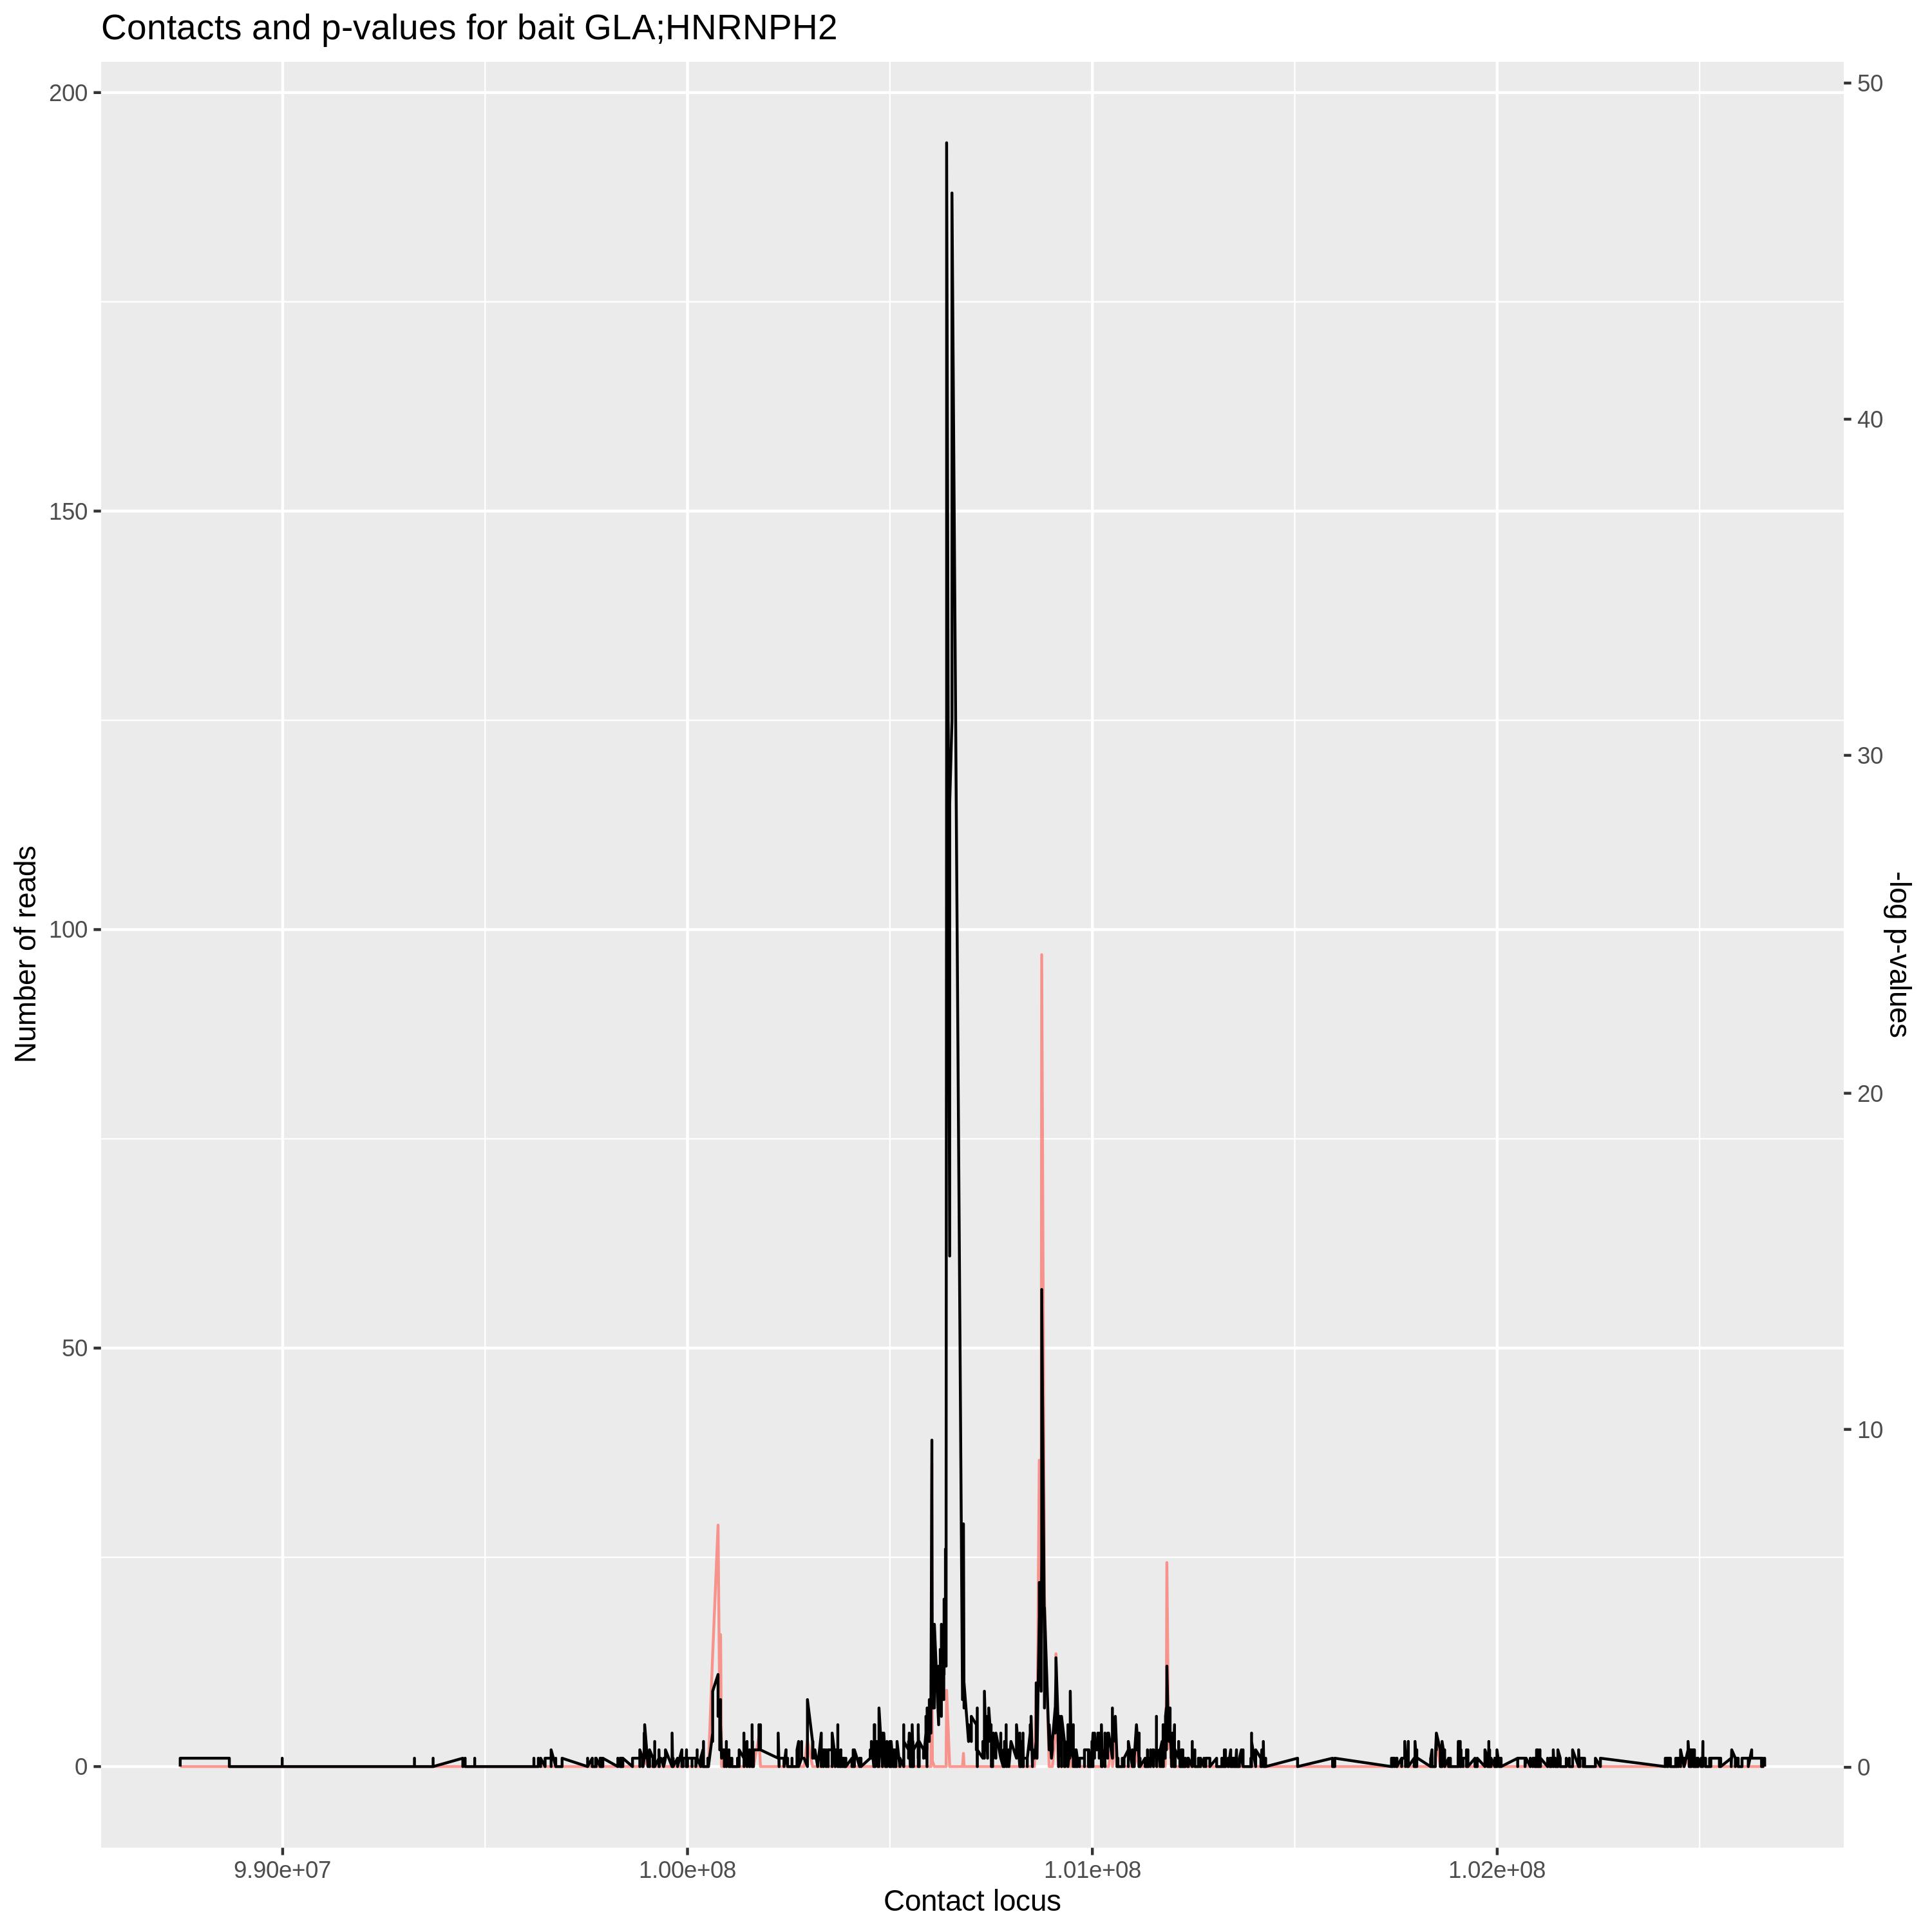 Contacts and p-values for bait GLA;HNRNPH2
200
150
100
50
0
50
40
30
20
10
0
Number of reads
-log p-values
9.90e+07
1.00e+08
1.01e+08
1.02e+08
Contact locus